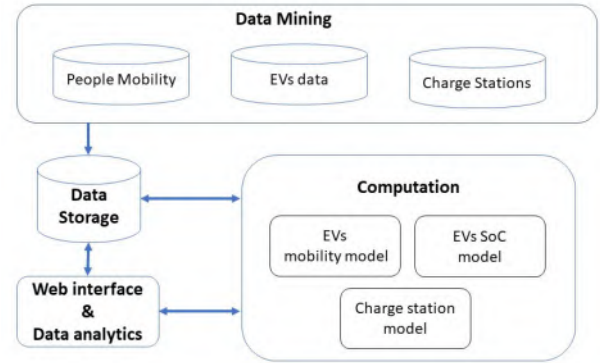 Data Mining
People Mobility
EVs data
Charge Stations
Data
Storage
Computation
EVs
mobility model
EVs SoC
model
Charge station
model
Web interface
&
Data analytics